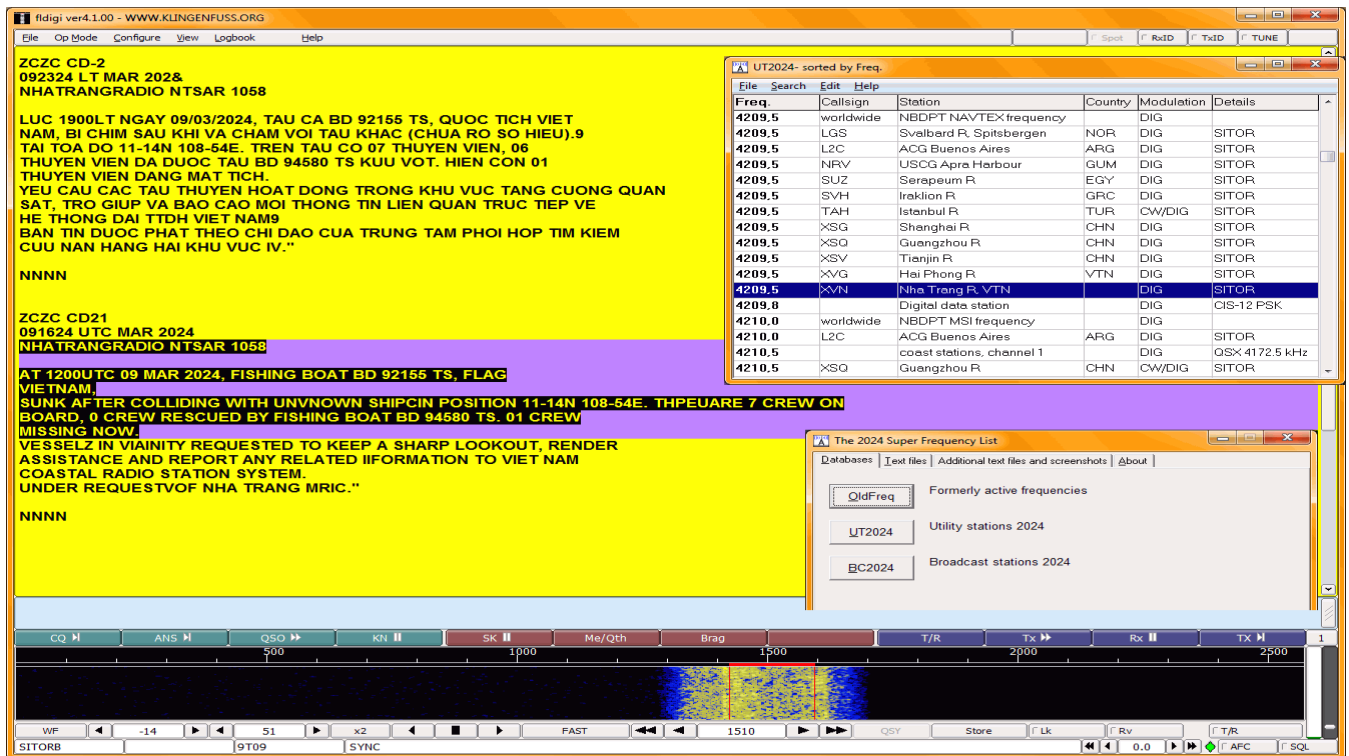 fldigi ver4.1.00 - WWW.KLINGENFUSS.ORG
File Op Mode Configure View Logbook Help
Spot RxID TxID TUNE
ZCZC CD-2
092324 LT MAR 202&
NHATRANGRADIO NTSAR 1058
LUC 1900LT NGAY 09/03/2024, TAU CA BD 92155 TS, QUOC TICH VIET
NAM, BI CHIM SAU KHI VA CHAM VOI TAU KHAC (CHUA RO SO HIEU).9
TAI TOA DO 11-14N 108-54E. TREN TAU CO 07 THUYEN VIEN, 06
THUYEN VIEN DA DUOC TAU BD 94580 TS KUU VOT. HIEN CON 01
THUYEN VIEN DANG MAT TICH.
YEU CAU CAC TAU THUYEN HOAT DONG TRONG KHU VUC TANG CUONG QUAN
SAT, TRO GIUP VA BAO CAO MOI THONG TIN LIEN QUAN TRUC TIEP VE
HE THONG DAI TTDH VIET NAM9
BAN TIN DUOC PHAT THEO CHI DAO CUA TRUNG TAM PHOI HOP TIM KIEM
CUU NAN HANG HAI KHU VUC IV."
NNNN
ZCZC CD21
091624 UTC MAR 2024
NHATRANGRADIO NTSAR 1058
AT 1200UTC 09 MAR 2024, FISHING BOAT BD 92155 TS, FLAG
VIETNAM,
SUNK AFTER COLLIDING WITH UNVNOWN SHIPCIN POSITION 11-14N 108-54E. THPEUARE 7 CREW ON
BOARD, 0 CREW RESCUED BY FISHING BOAT BD 94580 TS. 01 CREW
MISSING NOW.
VESSELZ IN VIAINITY REQUESTED TO KEEP A SHARP LOOKOUT, RENDER
ASSISTANCE AND REPORT ANY RELATED IIFORMATION TO VIET NAM
COASTAL RADIO STATION SYSTEM.
UNDER REQUESTVOF NHA TRANG MRIC."
NNNN
UT2024- sorted by Freq.
File Search Edit Help
Freq. Callsign Station Country Modulation Details
4209,5 worldwide NBDPT NAVTEX frequency DIG
4209,5 LGS Svalbard R, Spitsbergen NOR DIG SITOR
4209,5 L2C ACG Buenos Aires ARG DIG SITOR
4209,5 NRV USCG Apra Harbour GUM DIG SITOR
4209,5 SUZ Serapeum R EGY DIG SITOR
4209,5 SVH Iraklion R GRC DIG SITOR
4209,5 TAH Istanbul R TUR CW/DIG SITOR
4209,5 XSG Shanghai R CHN DIG SITOR
4209,5 XSQ Guangzhou R CHN DIG SITOR
4209,5 XSV Tianjin R CHN DIG SITOR
4209,5 XVG Hai Phong R VTN DIG SITOR
4209,5 XVN Nha Trang R, VTN DIG SITOR
4209,8 Digital data station DIG CIS-12 PSK
4210,0 worldwide NBDPT MSI frequency DIG
4210,0 L2C ACG Buenos Aires ARG DIG SITOR
4210,5 coast stations, channel 1 DIG QSX 4172.5 kHz
4210,5 XSQ Guangzhou R CHN CW/DIG SITOR
The 2024 Super Frequency List
Databases Text files Additional text files and screenshots About
OldFreq Formerly active frequencies
UT2024 Utility stations 2024
BC2024 Broadcast stations 2024
CQ ANS QSO KN SK Me/Qth Brag T/R Tx Rx TX 1
500 1000 1500 2000 2500
WF -14 51 x2 FAST 1510 QSY Store Lk Rv T/R
SITORB 9T09 SYNC 0.0 AFC SQL